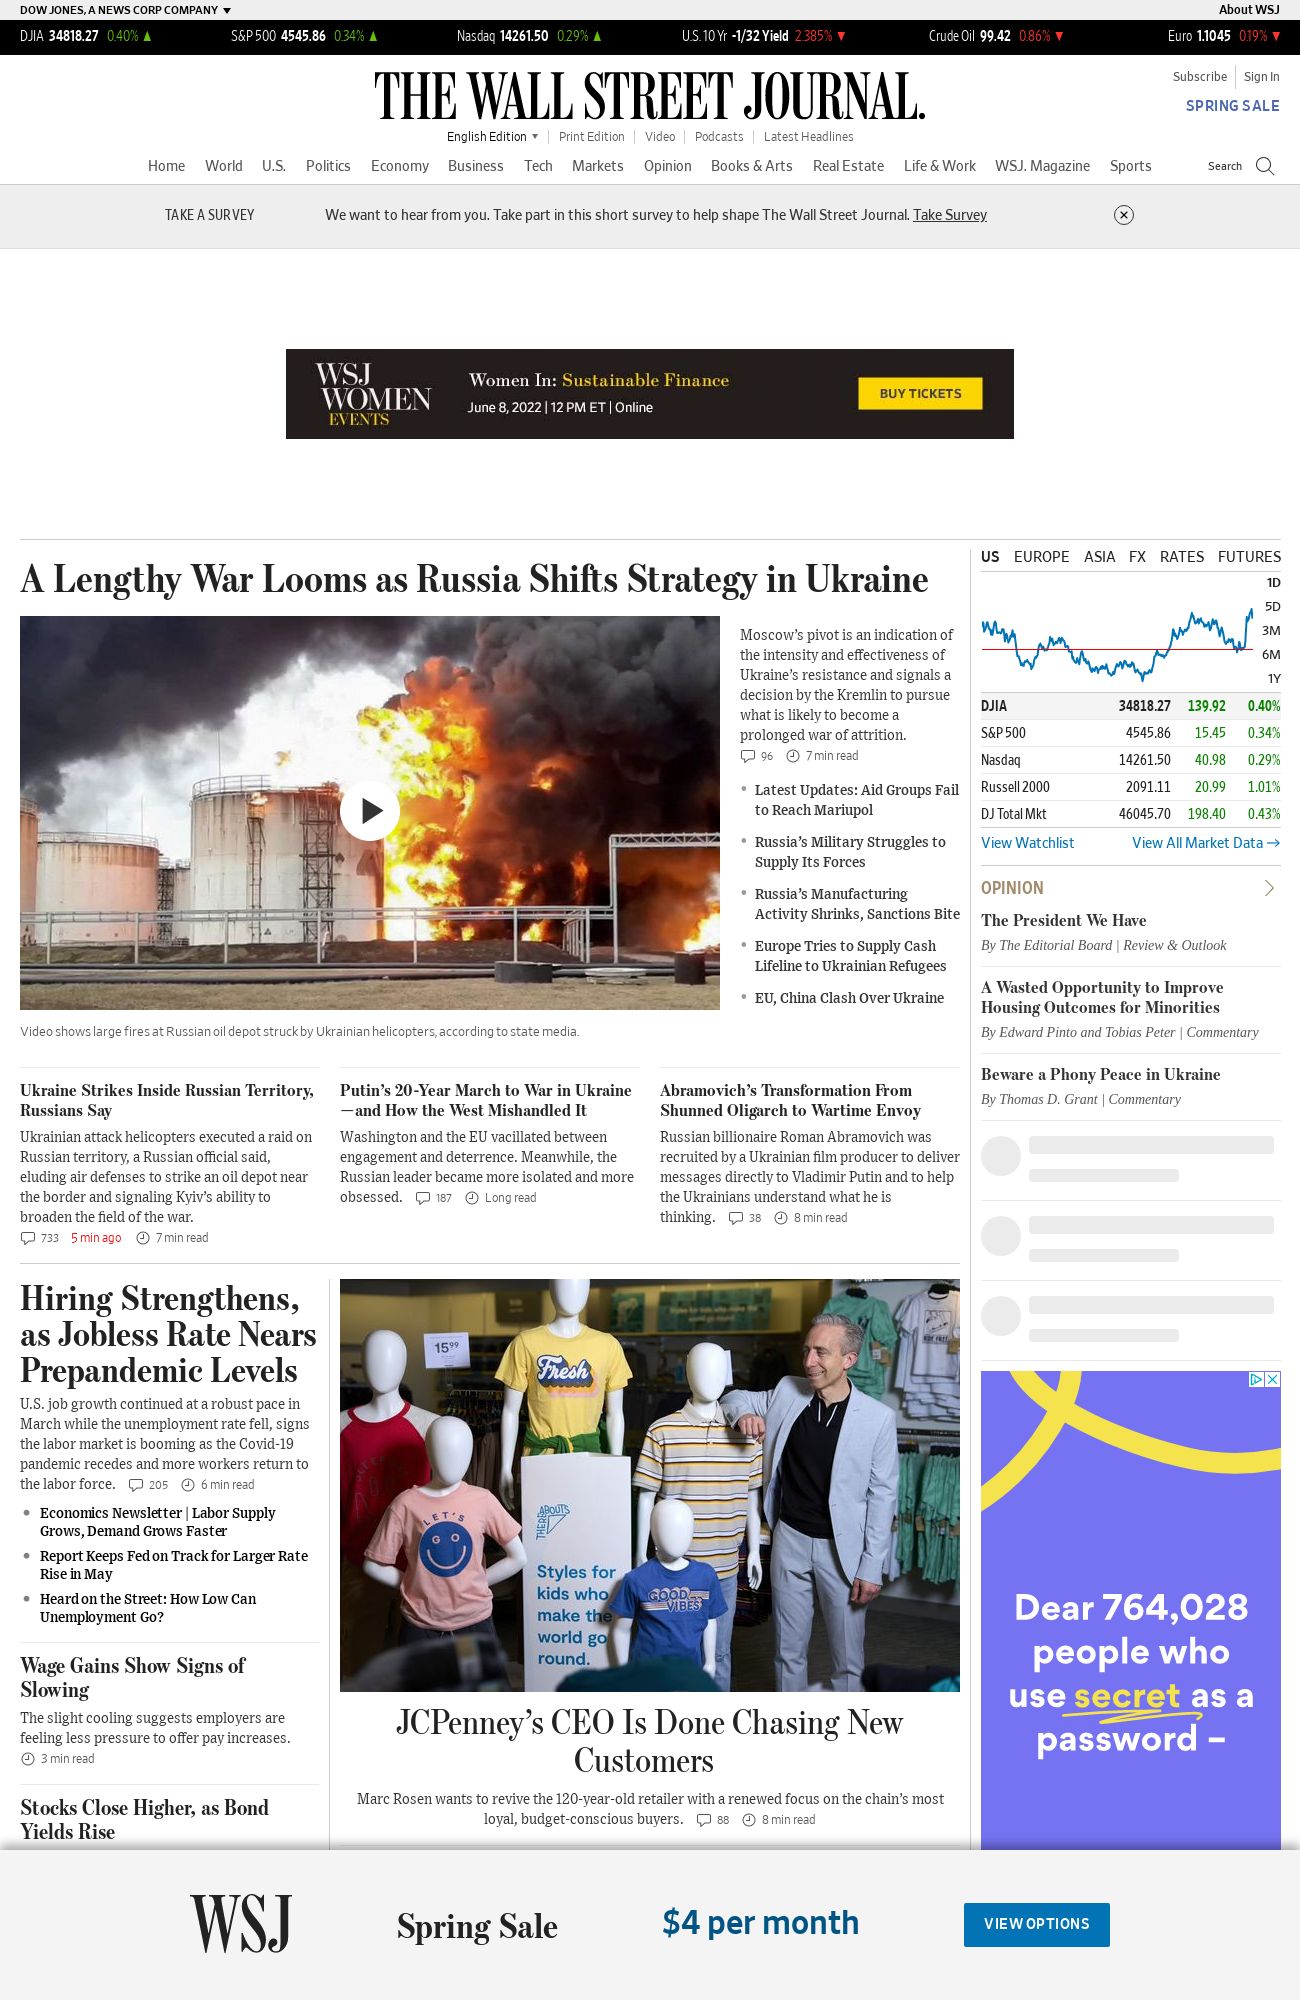 DOW JONES, A NEWS CORP COMPANY
About WSJ
DJIA 34818.27 0.40% ▲ S&P 500 4545.86 0.34% ▲ Nasdaq 14261.50 0.29% ▲ U.S. 10 Yr -1/32 Yield 2.385% ▼ Crude Oil 99.42 0.86% ▼ Euro 1.1045 0.19% ▼
Subscribe Sign In
THE WALL STREET JOURNAL.
SPRING SALE
English Edition Print Edition Video Podcasts Latest Headlines
Home World U.S. Politics Economy Business Tech Markets Opinion Books & Arts Real Estate Life & Work WSJ. Magazine Sports Search
TAKE A SURVEY We want to hear from you. Take part in this short survey to help shape The Wall Street Journal. Take Survey
WSJ
WOMEN
EVENTS
Women In: Sustainable Finance
June 8, 2022 | 12 PM ET | Online
BUY TICKETS
A Lengthy War Looms as Russia Shifts Strategy in Ukraine
Moscow’s pivot is an indication of
the intensity and effectiveness of
Ukraine’s resistance and signals a
decision by the Kremlin to pursue
what is likely to become a
prolonged war of attrition.
96 7 min read
Latest Updates: Aid Groups Fail
to Reach Mariupol
Russia’s Military Struggles to
Supply Its Forces
Russia’s Manufacturing
Activity Shrinks, Sanctions Bite
Europe Tries to Supply Cash
Lifeline to Ukrainian Refugees
EU, China Clash Over Ukraine
Video shows large fires at Russian oil depot struck by Ukrainian helicopters, according to state media.
Ukraine Strikes Inside Russian Territory,
Russians Say
Ukrainian attack helicopters executed a raid on
Russian territory, a Russian official said,
eluding air defenses to strike an oil depot near
the border and signaling Kyiv’s ability to
broaden the field of the war.
733 5 min ago 7 min read
Putin’s 20-Year March to War in Ukraine
—and How the West Mishandled It
Washington and the EU vacillated between
engagement and deterrence. Meanwhile, the
Russian leader became more isolated and more
obsessed. 187 Long read
Abramovich’s Transformation From
Shunned Oligarch to Wartime Envoy
Russian billionaire Roman Abramovich was
recruited by a Ukrainian film producer to deliver
messages directly to Vladimir Putin and to help
the Ukrainians understand what he is
thinking. 38 8 min read
Hiring Strengthens,
as Jobless Rate Nears
Prepandemic Levels
U.S. job growth continued at a robust pace in
March while the unemployment rate fell, signs
the labor market is booming as the Covid-19
pandemic recedes and more workers return to
the labor force. 205 6 min read
Economics Newsletter | Labor Supply
Grows, Demand Grows Faster
Report Keeps Fed on Track for Larger Rate
Rise in May
Heard on the Street: How Low Can
Unemployment Go?
Wage Gains Show Signs of
Slowing
The slight cooling suggests employers are
feeling less pressure to offer pay increases.
3 min read
Stocks Close Higher, as Bond
Yields Rise
15.99
Fresh
LET'S
GO
THERE
ABOUTS
Styles for
kids who
make the
world go
round.
GOOD
VIBES
JCPenney’s CEO Is Done Chasing New
Customers
Marc Rosen wants to revive the 120-year-old retailer with a renewed focus on the chain’s most
loyal, budget-conscious buyers. 88 8 min read
US EUROPE ASIA FX RATES FUTURES
1D
5D
3M
6M
1Y
DJIA 34818.27 139.92 0.40%
S&P 500 4545.86 15.45 0.34%
Nasdaq 14261.50 40.98 0.29%
Russell 2000 2091.11 20.99 1.01%
DJ Total Mkt 46045.70 198.40 0.43%
View Watchlist View All Market Data
OPINION
The President We Have
By The Editorial Board | Review & Outlook
A Wasted Opportunity to Improve
Housing Outcomes for Minorities
By Edward Pinto and Tobias Peter | Commentary
Beware a Phony Peace in Ukraine
By Thomas D. Grant | Commentary
Dear 764,028
people who
use secret as a
password –
WSJ Spring Sale $4 per month VIEW OPTIONS